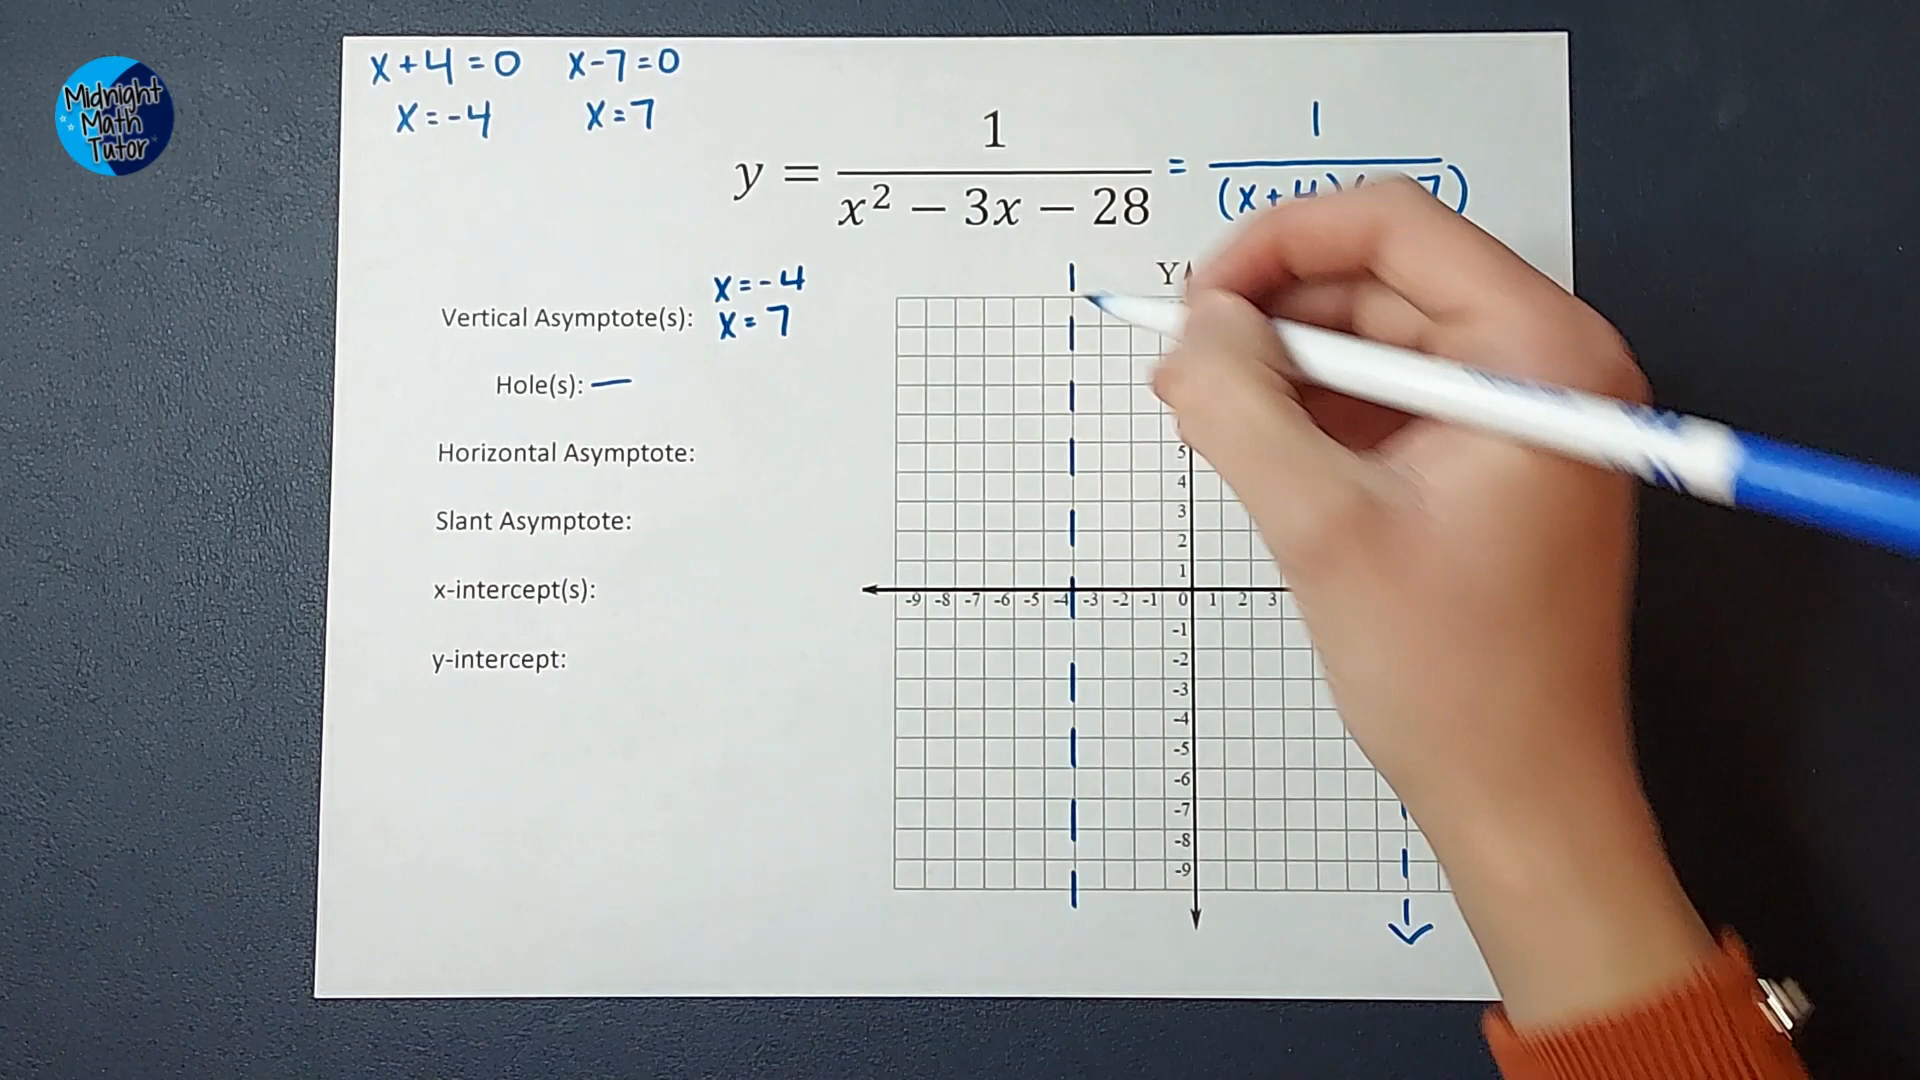 Midnight
Math
Tutor
x+4=0 x-7=0
x=-4 x=7
y = 1 / x² − 3x − 28 = 1 / (x+4)( 7)
x=-4
Vertical Asymptote(s): x=7
Hole(s): —
Horizontal Asymptote:
Slant Asymptote:
x-intercept(s):
y-intercept:
Y
5
4
3
2
1
-9 -8 -7 -6 -5 -4 -3 -2 -1 0 1 2 3
-1
-2
-3
-4
-5
-6
-7
-8
-9